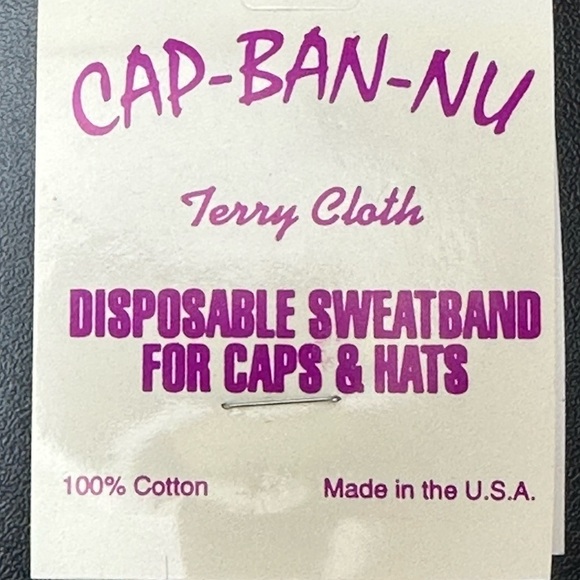 CAP-BAN-NU
Terry Cloth
DISPOSABLE SWEATBAND
FOR CAPS & HATS
100% Cotton
Made in the U.S.A.